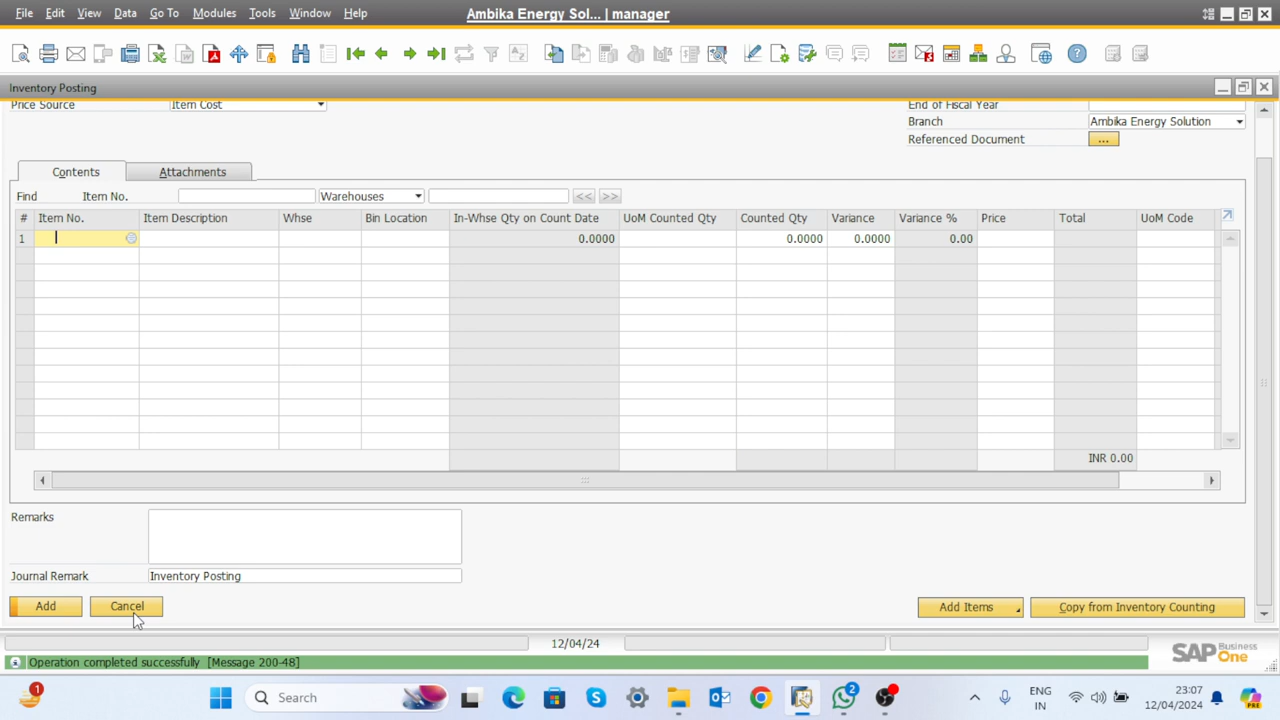 File Edit View Data Go To Modules Tools Window Help Ambika Energy Sol... | manager
Inventory Posting
Price Source Item Cost End of Fiscal Year
Branch Ambika Energy Solution
Referenced Document ...
Contents Attachments
Find Item No. Warehouses << >>
# Item No. Item Description Whse Bin Location In-Whse Qty on Count Date UoM Counted Qty Counted Qty Variance Variance % Price Total UoM Code
1 0.0000 0.0000 0.0000 0.00
INR 0.00
Remarks
Journal Remark Inventory Posting
Add Cancel Add Items Copy from Inventory Counting
12/04/24
Operation completed successfully [Message 200-48]
SAP Business One
1 Search ENG IN 23:07 12/04/2024
2
PRE